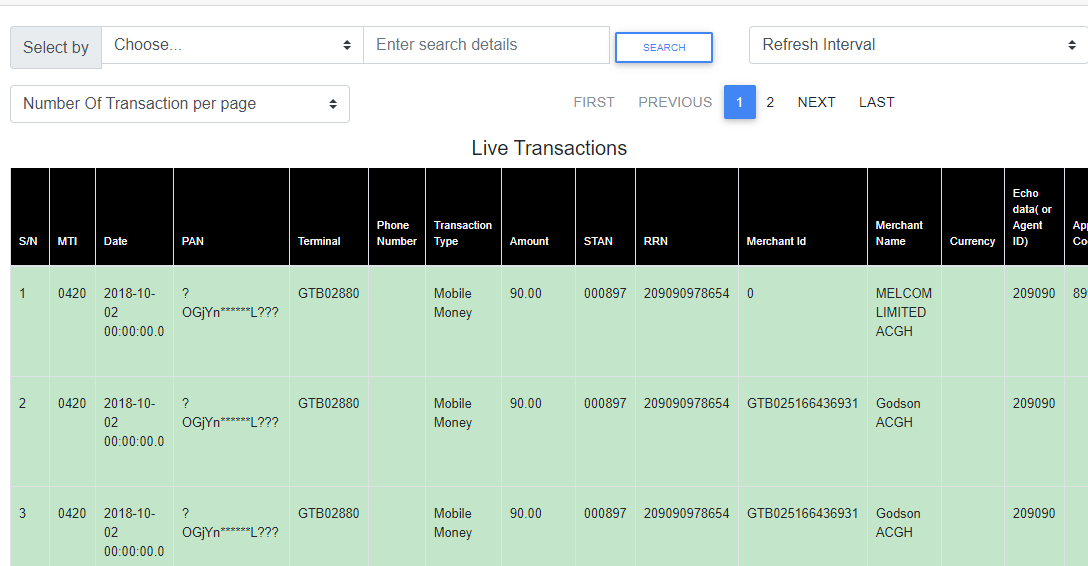 Select by Choose... Enter search details SEARCH Refresh Interval
Number Of Transaction per page FIRST PREVIOUS 1 2 NEXT LAST
Live Transactions
S/N MTI Date PAN Terminal Phone Number Transaction Type Amount STAN RRN Merchant Id Merchant Name Currency Echo data( or Agent ID) App Co
1 0420 2018-10-02 00:00:00.0 ? OGjYn******L??? GTB02880 Mobile Money 90.00 000897 209090978654 0 MELCOM LIMITED ACGH 209090 89
2 0420 2018-10-02 00:00:00.0 ? OGjYn******L??? GTB02880 Mobile Money 90.00 000897 209090978654 GTB025166436931 Godson ACGH 209090
3 0420 2018-10-02 00:00:00.0 ? OGjYn******L??? GTB02880 Mobile Money 90.00 000897 209090978654 GTB025166436931 Godson ACGH 209090